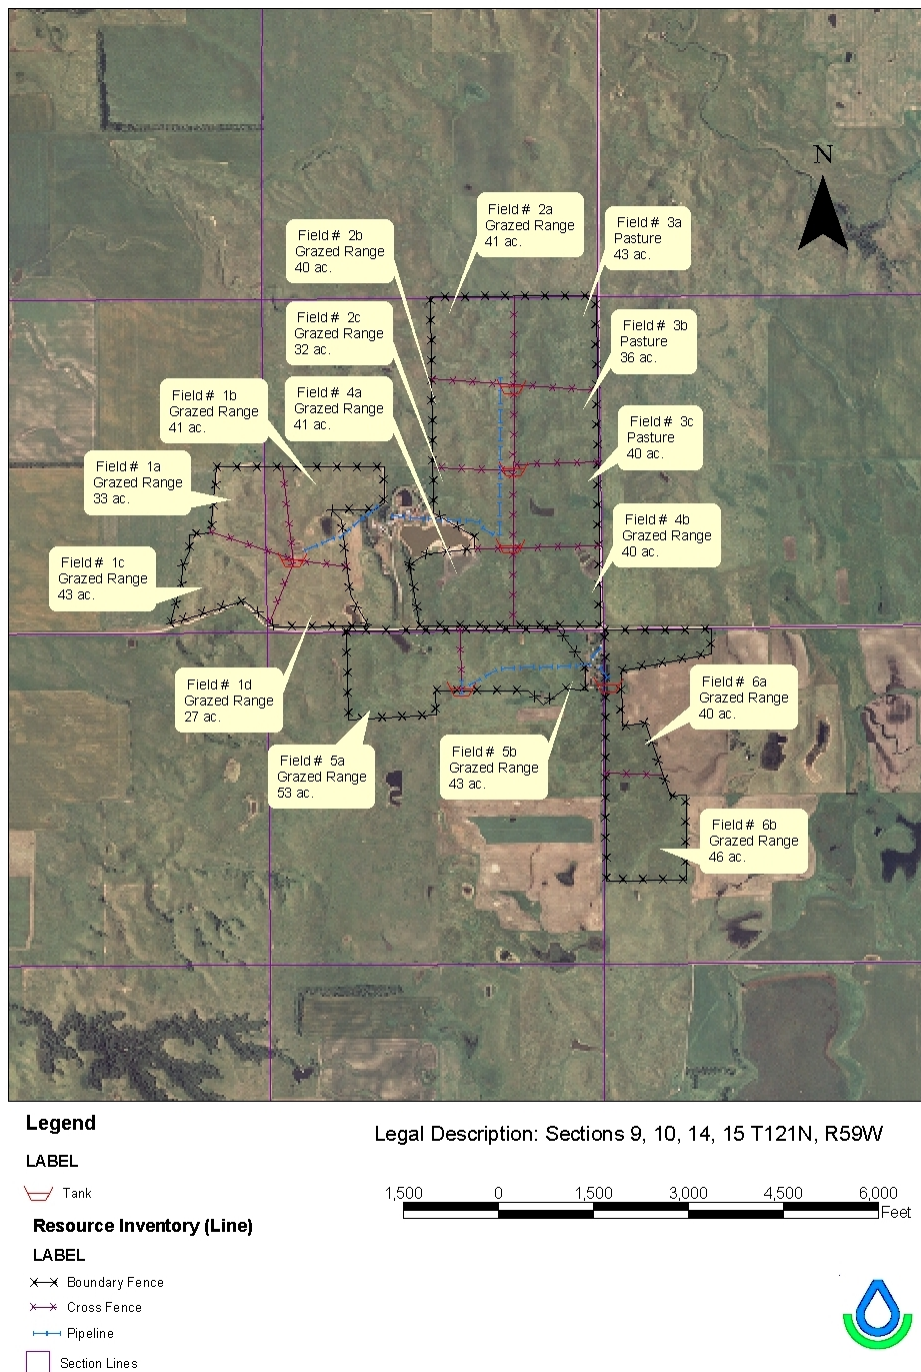 N
Field # 2a
Grazed Range
41 ac.
Field # 3a
Pasture
43 ac.
Field # 2b
Grazed Range
40 ac.
Field # 2c
Grazed Range
32 ac.
Field # 3b
Pasture
36 ac.
Field # 1b
Grazed Range
41 ac.
Field # 4a
Grazed Range
41 ac.
Field # 3c
Pasture
40 ac.
Field # 1a
Grazed Range
33 ac.
Field # 4b
Grazed Range
40 ac.
Field # 1c
Grazed Range
43 ac.
Field # 1d
Grazed Range
27 ac.
Field # 6a
Grazed Range
40 ac.
Field # 5a
Grazed Range
53 ac.
Field # 5b
Grazed Range
43 ac.
Field # 6b
Grazed Range
46 ac.
Legend
LABEL
Tank
Resource Inventory (Line)
LABEL
Boundary Fence
Cross Fence
Pipeline
Section Lines
Legal Description: Sections 9, 10, 14, 15 T121N, R59W
1,500 0 1,500 3,000 4,500 6,000
Feet